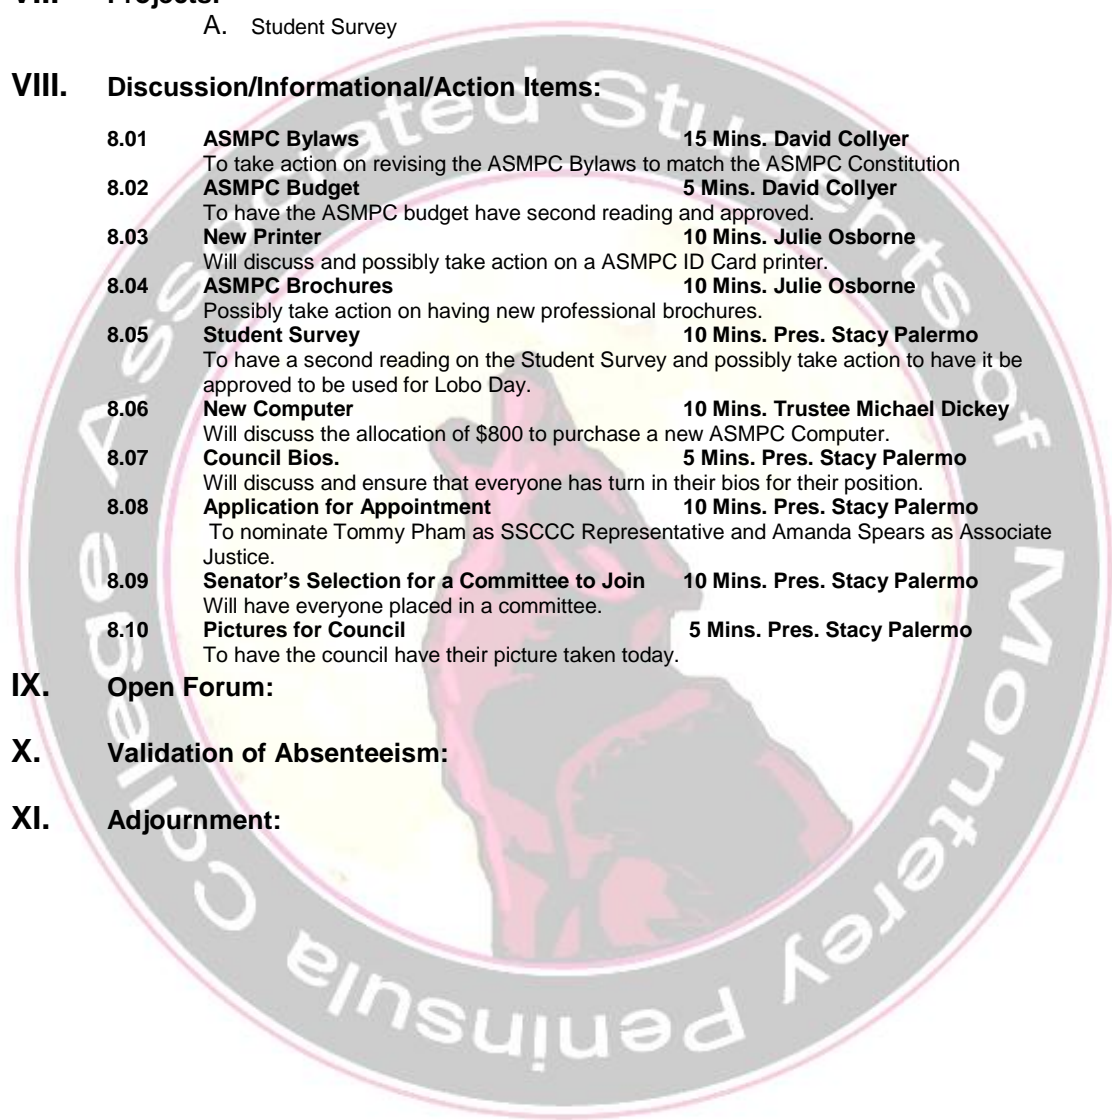 VIII. Projects:
A. Student Survey
VIII. Discussion/Informational/Action Items:
8.01 ASMPC Bylaws 15 Mins. David Collyer
To take action on revising the ASMPC Bylaws to match the ASMPC Constitution
8.02 ASMPC Budget 5 Mins. David Collyer
To have the ASMPC budget have second reading and approved.
8.03 New Printer 10 Mins. Julie Osborne
Will discuss and possibly take action on a ASMPC ID Card printer.
8.04 ASMPC Brochures 10 Mins. Julie Osborne
Possibly take action on having new professional brochures.
8.05 Student Survey 10 Mins. Pres. Stacy Palermo
To have a second reading on the Student Survey and possibly take action to have it be
approved to be used for Lobo Day.
8.06 New Computer 10 Mins. Trustee Michael Dickey
Will discuss the allocation of $800 to purchase a new ASMPC Computer.
8.07 Council Bios. 5 Mins. Pres. Stacy Palermo
Will discuss and ensure that everyone has turn in their bios for their position.
8.08 Application for Appointment 10 Mins. Pres. Stacy Palermo
To nominate Tommy Pham as SSCCC Representative and Amanda Spears as Associate
Justice.
8.09 Senator's Selection for a Committee to Join 10 Mins. Pres. Stacy Palermo
Will have everyone placed in a committee.
8.10 Pictures for Council 5 Mins. Pres. Stacy Palermo
To have the council have their picture taken today.
IX. Open Forum:
X. Validation of Absenteeism:
XI. Adjournment:
Associated Students of Monterey Peninsula College